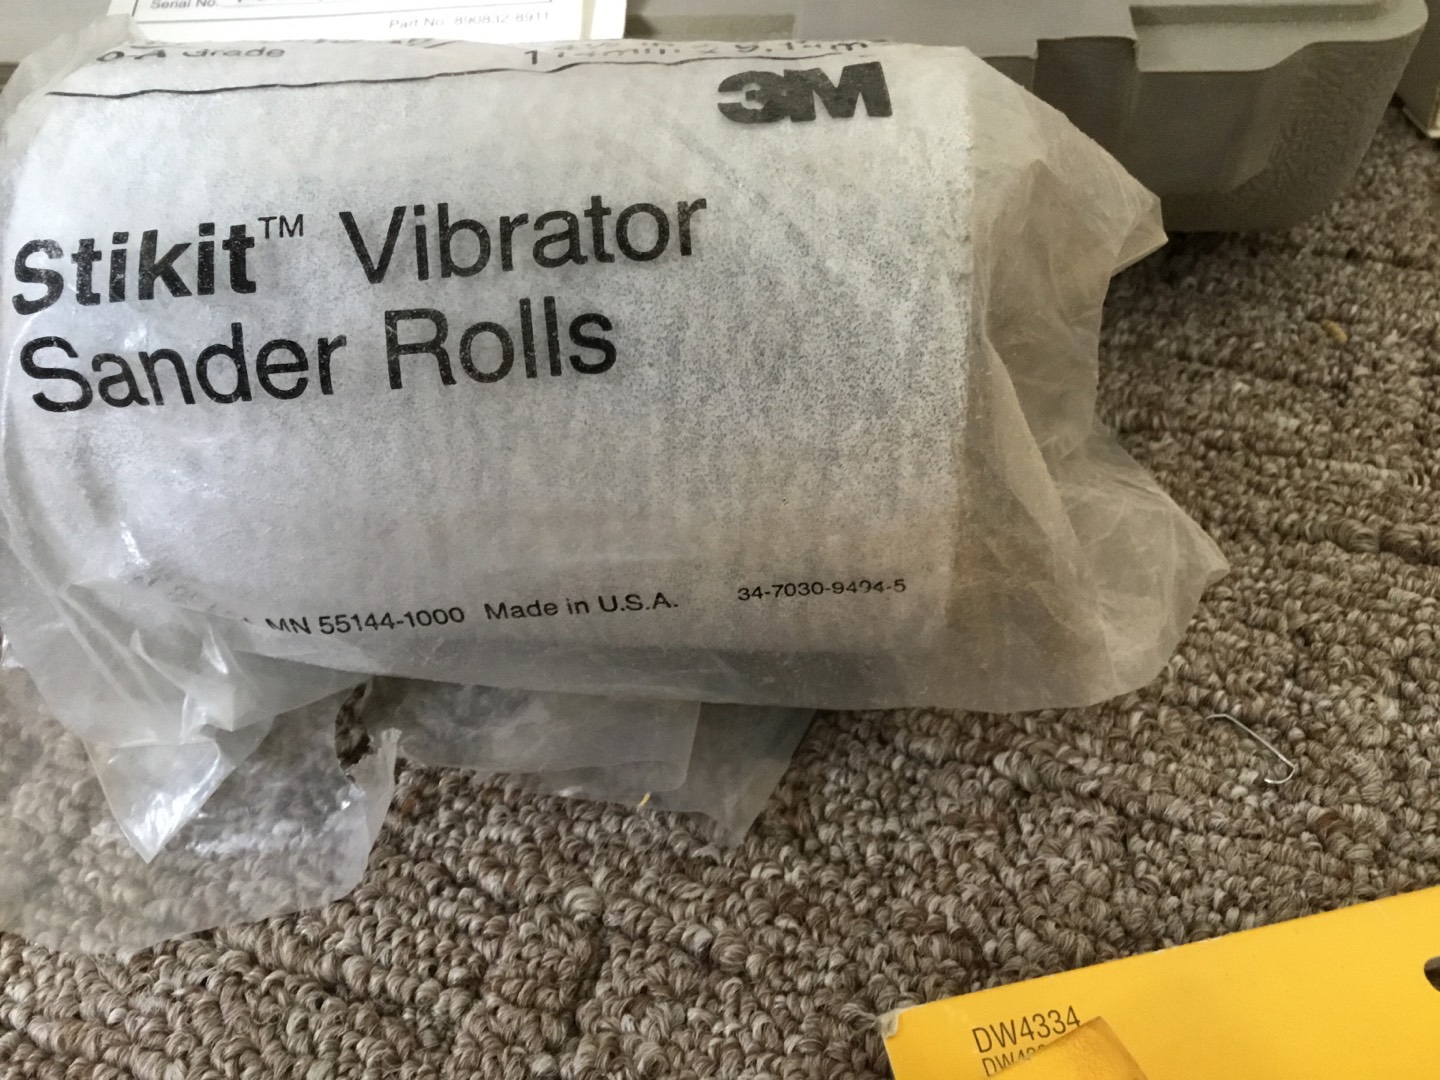 Serial No.
Part No. 890832-8911
Grade
3M
Stikit™ Vibrator
Sander Rolls
MN 55144-1000 Made in U.S.A. 34-7030-9494-5
DW4334